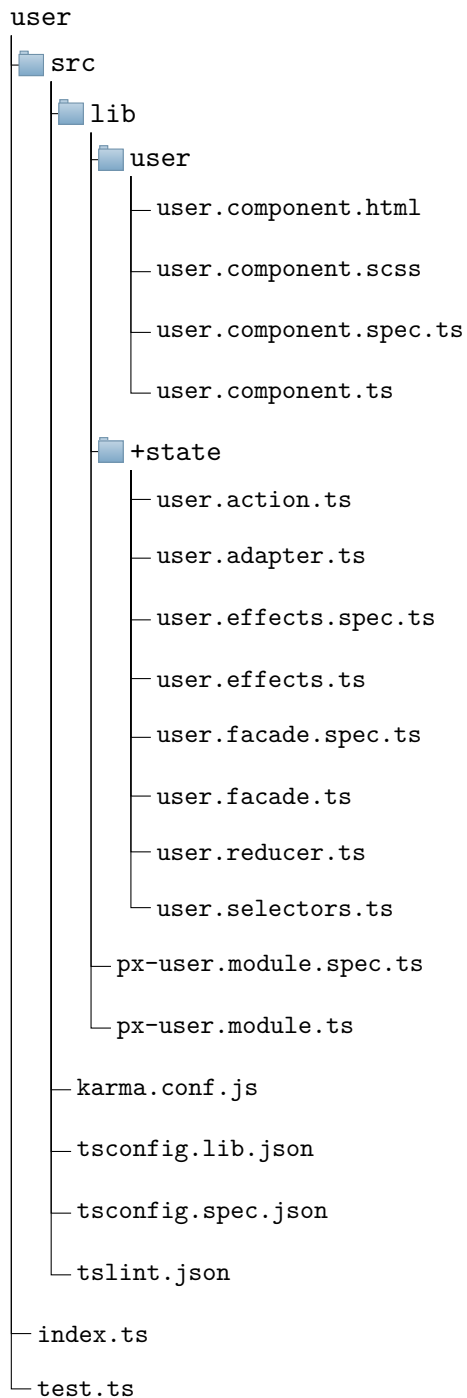 user
src
lib
user
user.component.html
user.component.scss
user.component.spec.ts
user.component.ts
+state
user.action.ts
user.adapter.ts
user.effects.spec.ts
user.effects.ts
user.facade.spec.ts
user.facade.ts
user.reducer.ts
user.selectors.ts
px-user.module.spec.ts
px-user.module.ts
karma.conf.js
tsconfig.lib.json
tsconfig.spec.json
tslint.json
index.ts
test.ts